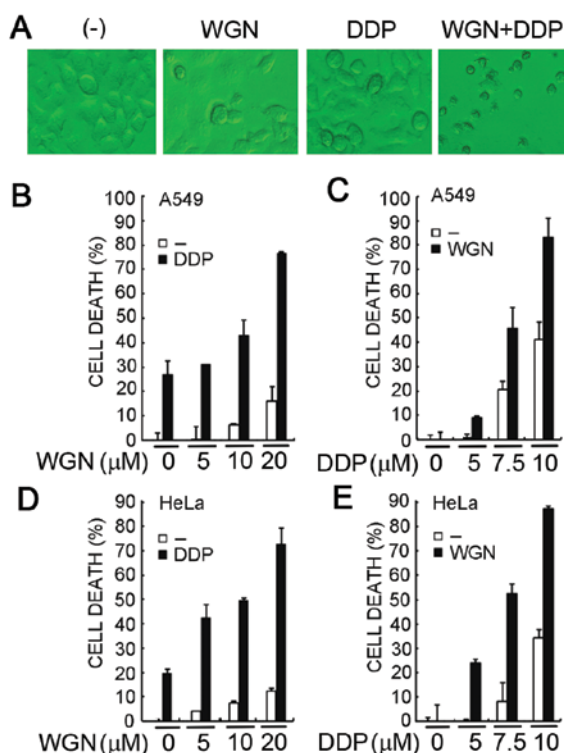 A (-) WGN DDP WGN+DDP
B A549
– 
DDP
CELL DEATH (%)
100
90
80
70
60
50
40
30
20
10
0
WGN (μM) 0 5 10 20
C A549
–
WGN
CELL DEATH (%)
100
90
80
70
60
50
40
30
20
10
0
DDP (μM) 0 5 7.5 10
D HeLa
–
DDP
CELL DEATH (%)
90
80
70
60
50
40
30
20
10
0
WGN (μM) 0 5 10 20
E HeLa
–
WGN
CELL DEATH (%)
90
80
70
60
50
40
30
20
10
0
DDP (μM) 0 5 7.5 10